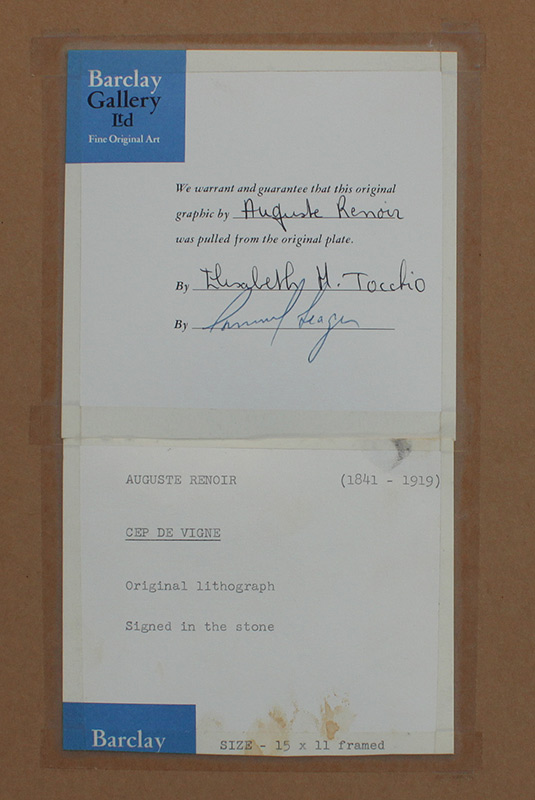 Barclay
Gallery
Ltd
Fine Original Art
We warrant and guarantee that this original
graphic by Auguste Renoir
was pulled from the original plate.
By Elisabeth H. Tocchio
By
AUGUSTE RENOIR (1841 - 1919)
CEP DE VIGNE
Original lithograph
Signed in the stone
Barclay
SIZE - 15 x 11 framed